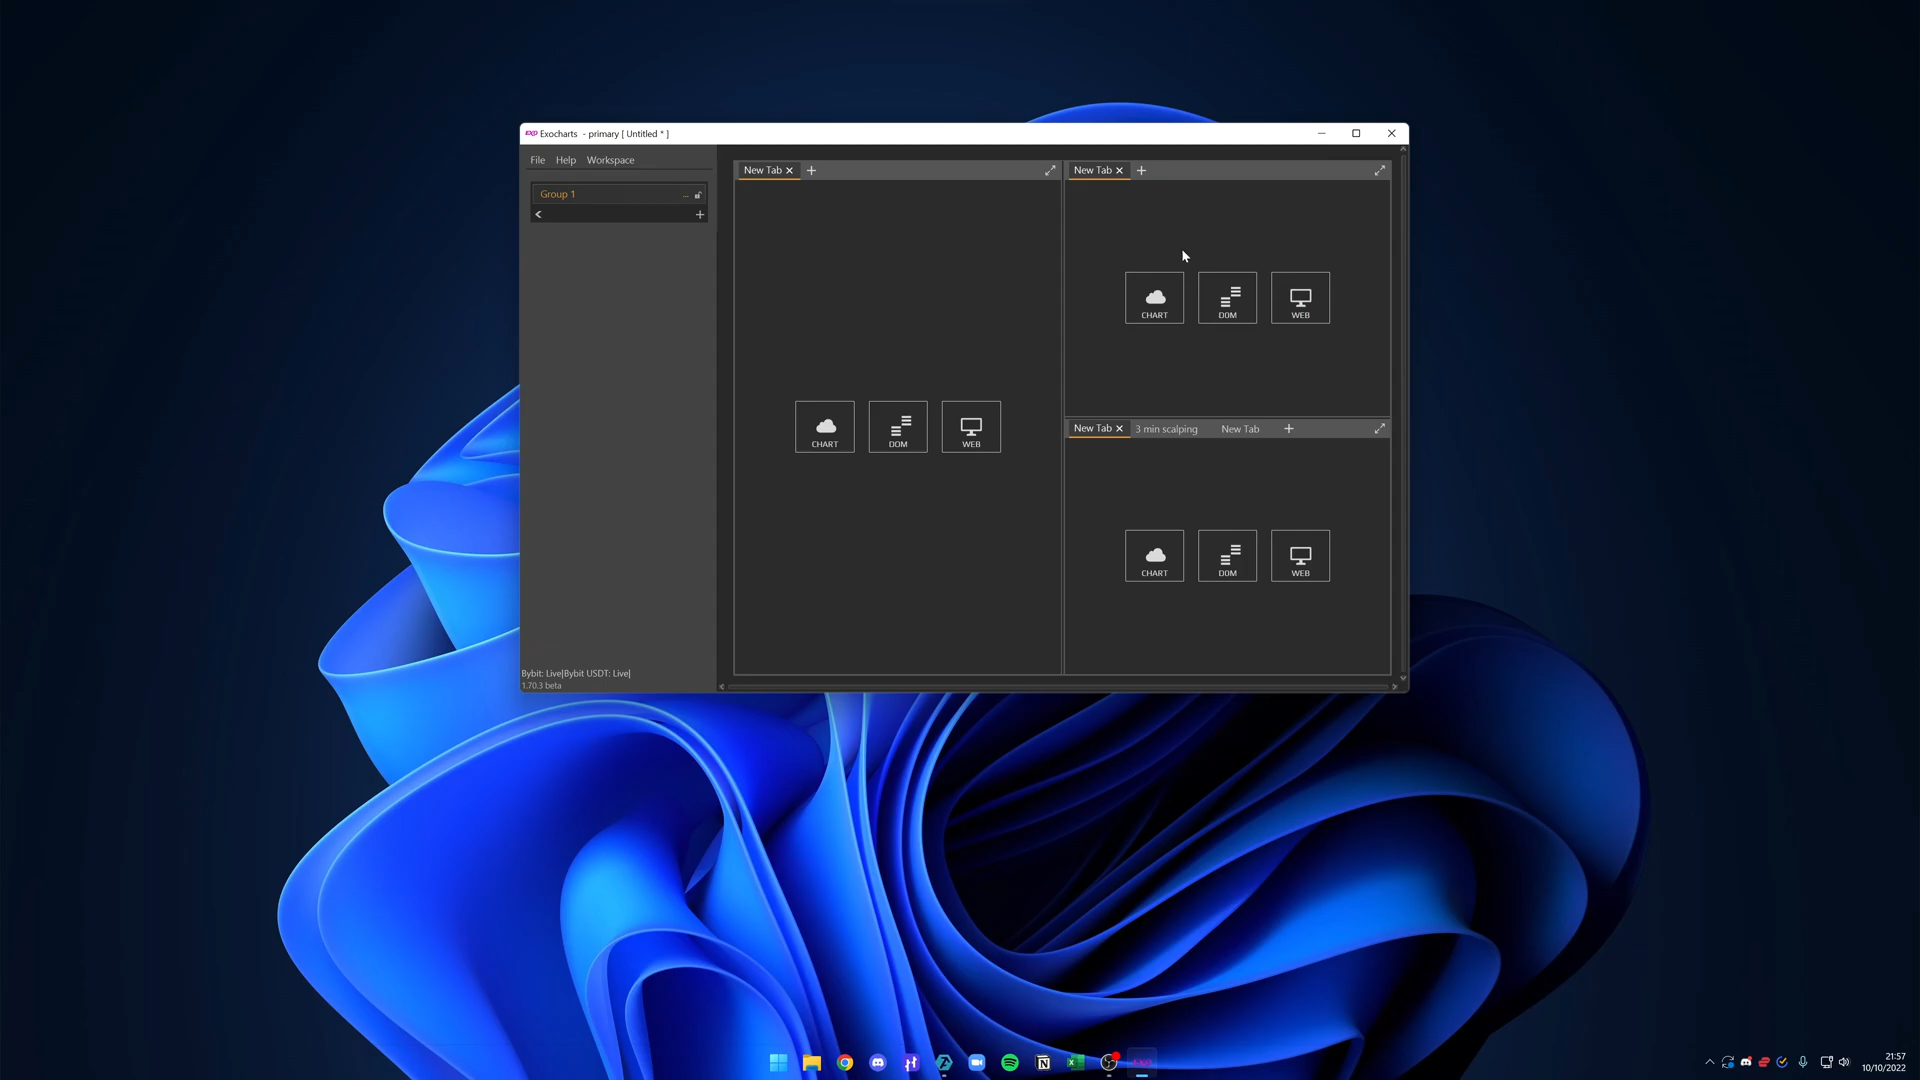 EXO Exocharts - primary [ Untitled * ]
File Help Workspace
Group 1 ...
New Tab
CHART
DOM
WEB
New Tab
CHART
DOM
WEB
New Tab 3 min scalping New Tab
CHART
DOM
WEB
Bybit: Live|Bybit USDT: Live|
1.70.3 beta
21:57
10/10/2022